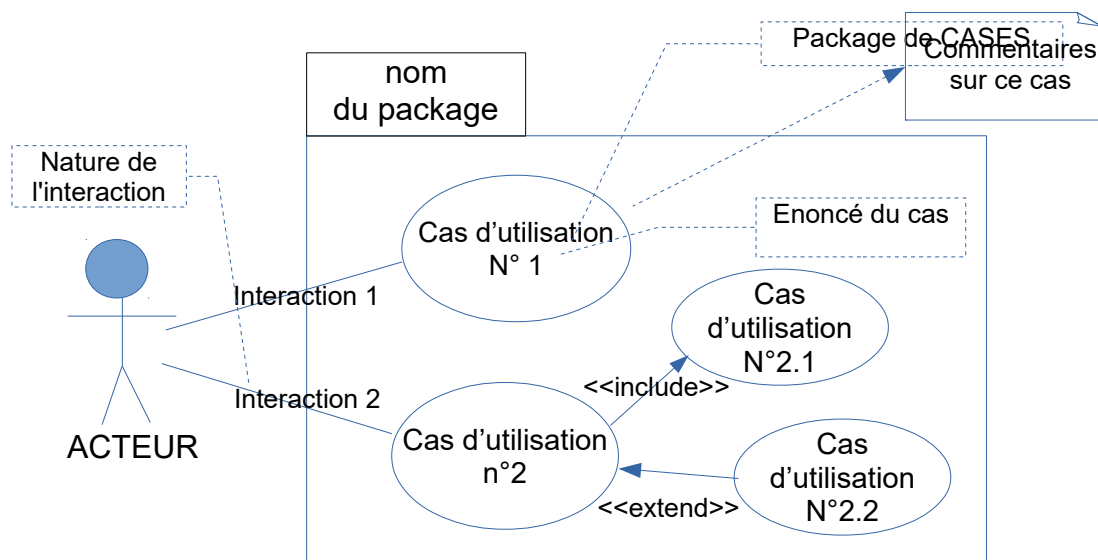 Package de CASES
Commentaires
sur ce cas
nom
du package
Nature de
l'interaction
Cas d’utilisation
N° 1
Enoncé du cas
Interaction 1
Cas
d’utilisation
N°2.1
<<include>>
Interaction 2
Cas d’utilisation
n°2
ACTEUR
Cas
d’utilisation
N°2.2
<<extend>>